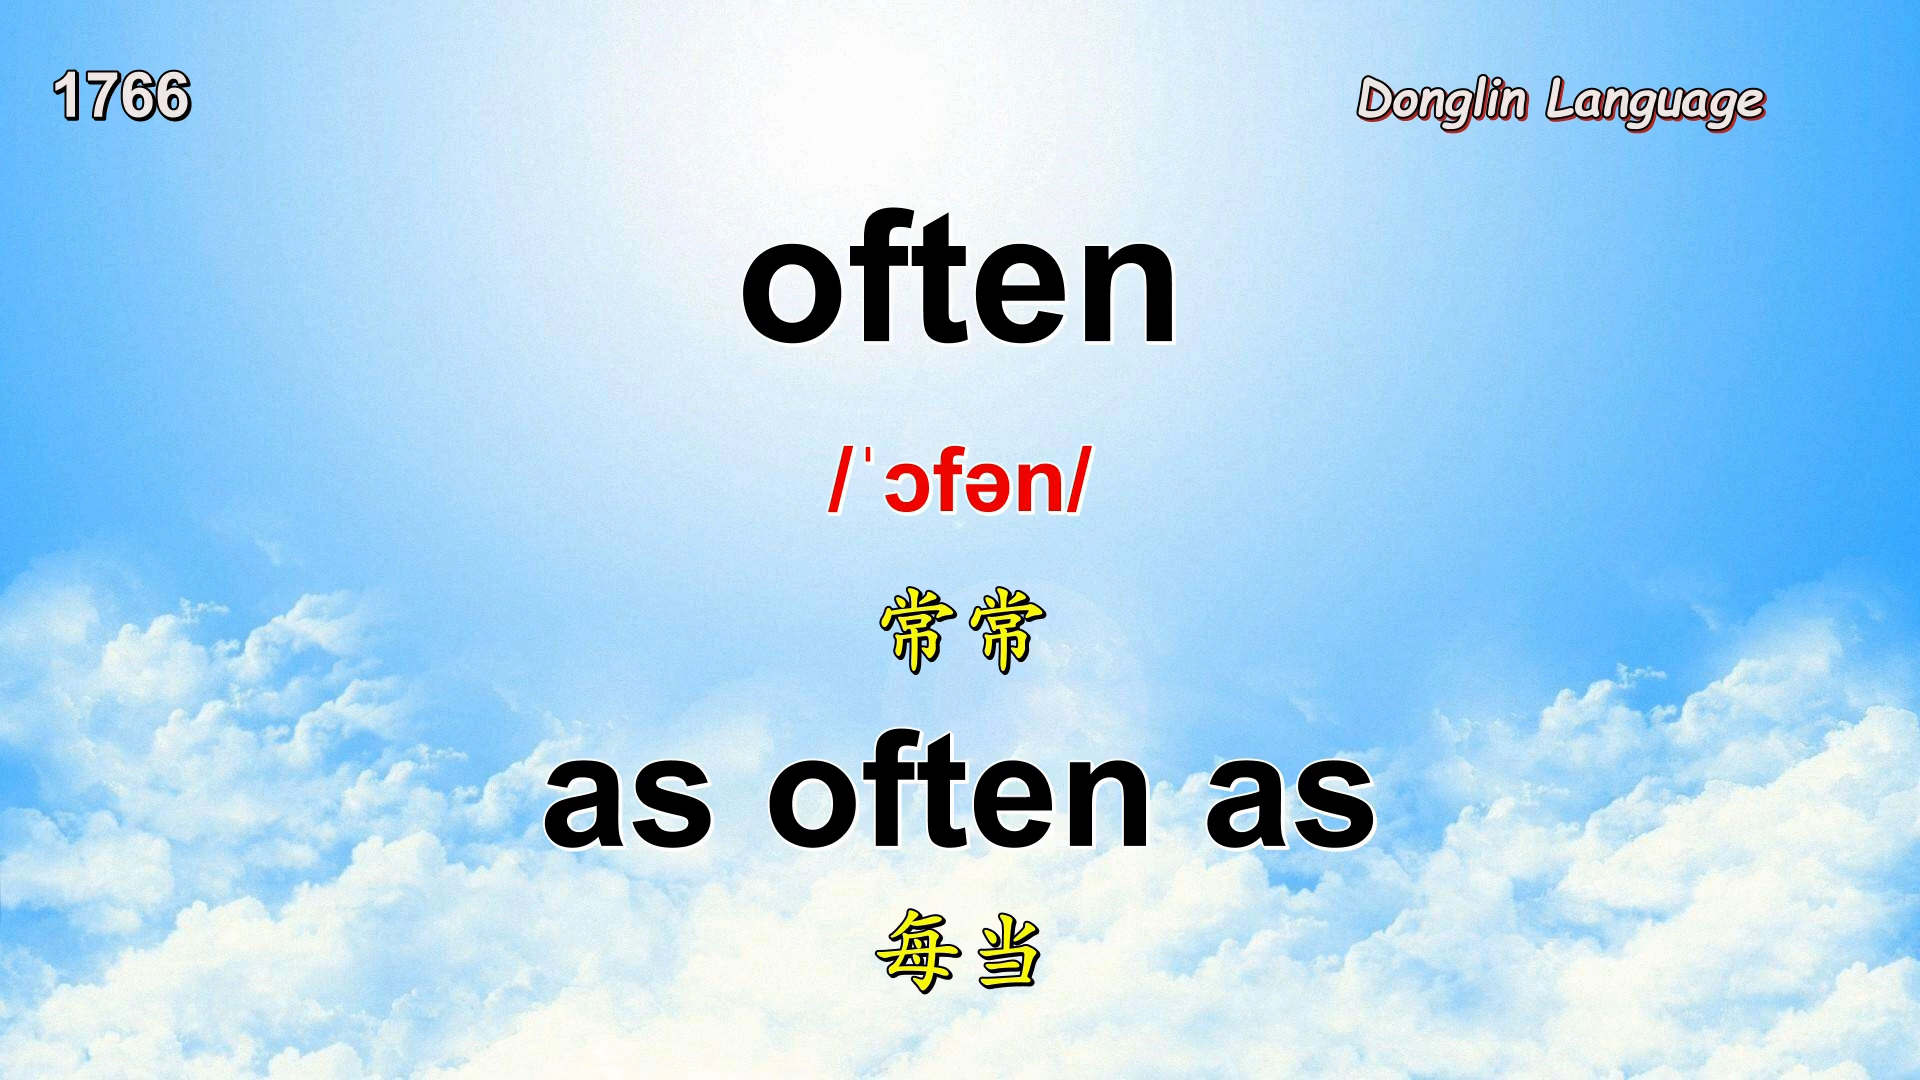 1766
Donglin Language
often
/ˈɔfən/
常常
as often as
每当